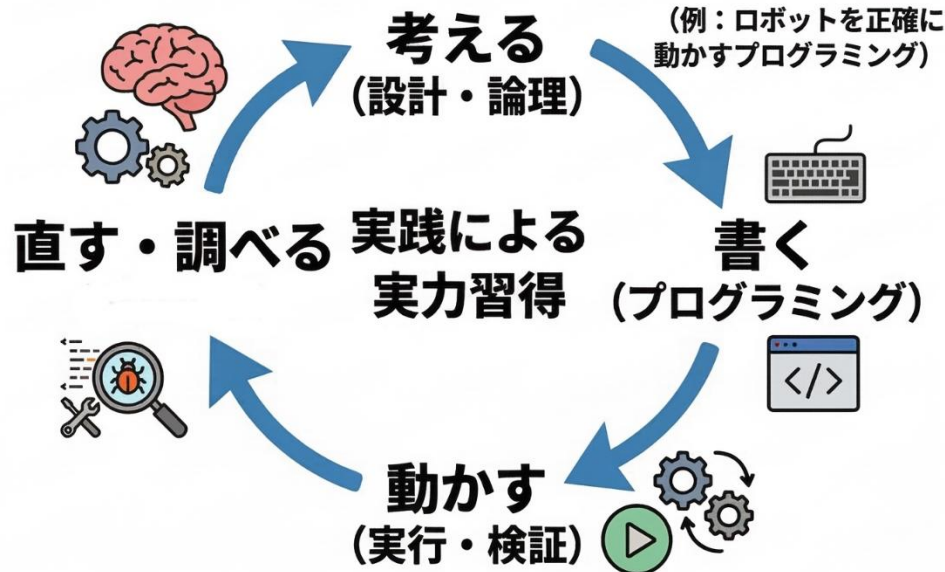 考える
（設計・論理）
（例：ロボットを正確に
動かすプログラミング）
書く
（プログラミング）
</>
動かす
（実行・検証）
直す・調べる
実践による
実力習得